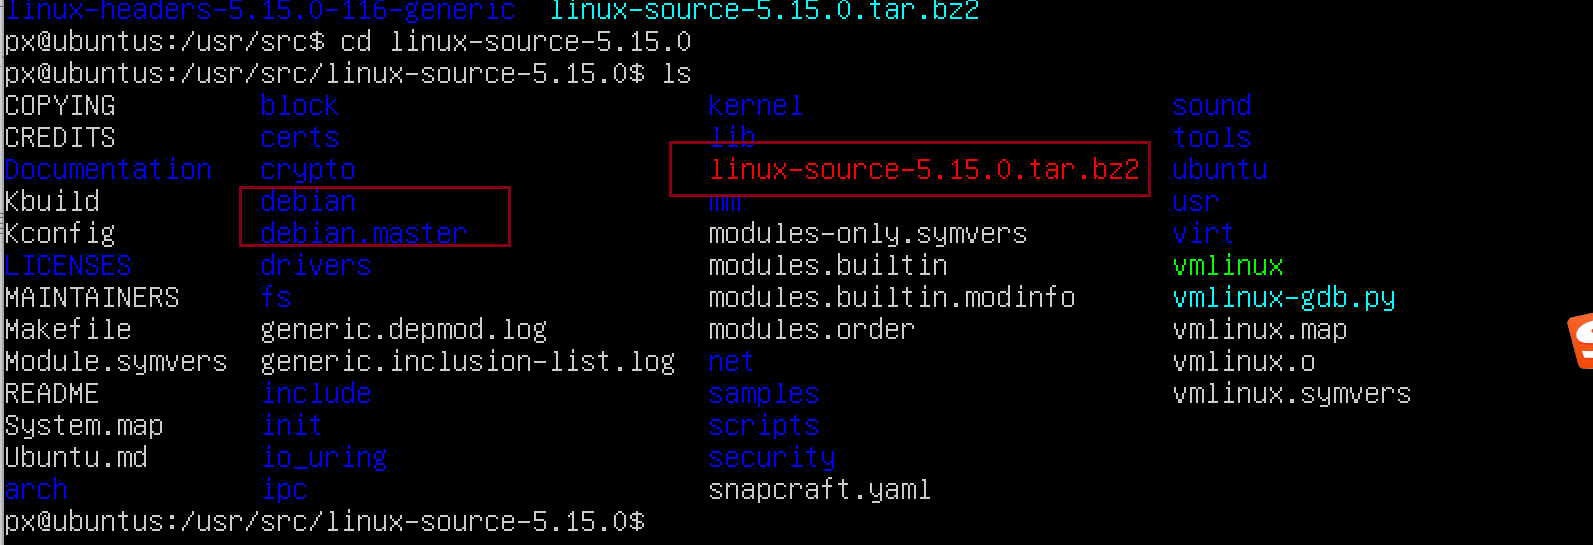 linux-headers-5.15.0-116-generic linux-source-5.15.0.tar.bz2
px@ubuntus:/usr/src$ cd linux-source-5.15.0
px@ubuntus:/usr/src/linux-source-5.15.0$ ls
COPYING block kernel sound
CREDITS certs lib tools
Documentation crypto linux-source-5.15.0.tar.bz2 ubuntu
Kbuild debian mm usr
Kconfig debian.master modules-only.symvers virt
LICENSES drivers modules.builtin vmlinux
MAINTAINERS fs modules.builtin.modinfo vmlinux-gdb.py
Makefile generic.depmod.log modules.order vmlinux.map
Module.symvers generic.inclusion-list.log net vmlinux.o
README include samples vmlinux.symvers
System.map init scripts
Ubuntu.md io_uring security
arch ipc snapcraft.yaml
px@ubuntus:/usr/src/linux-source-5.15.0$